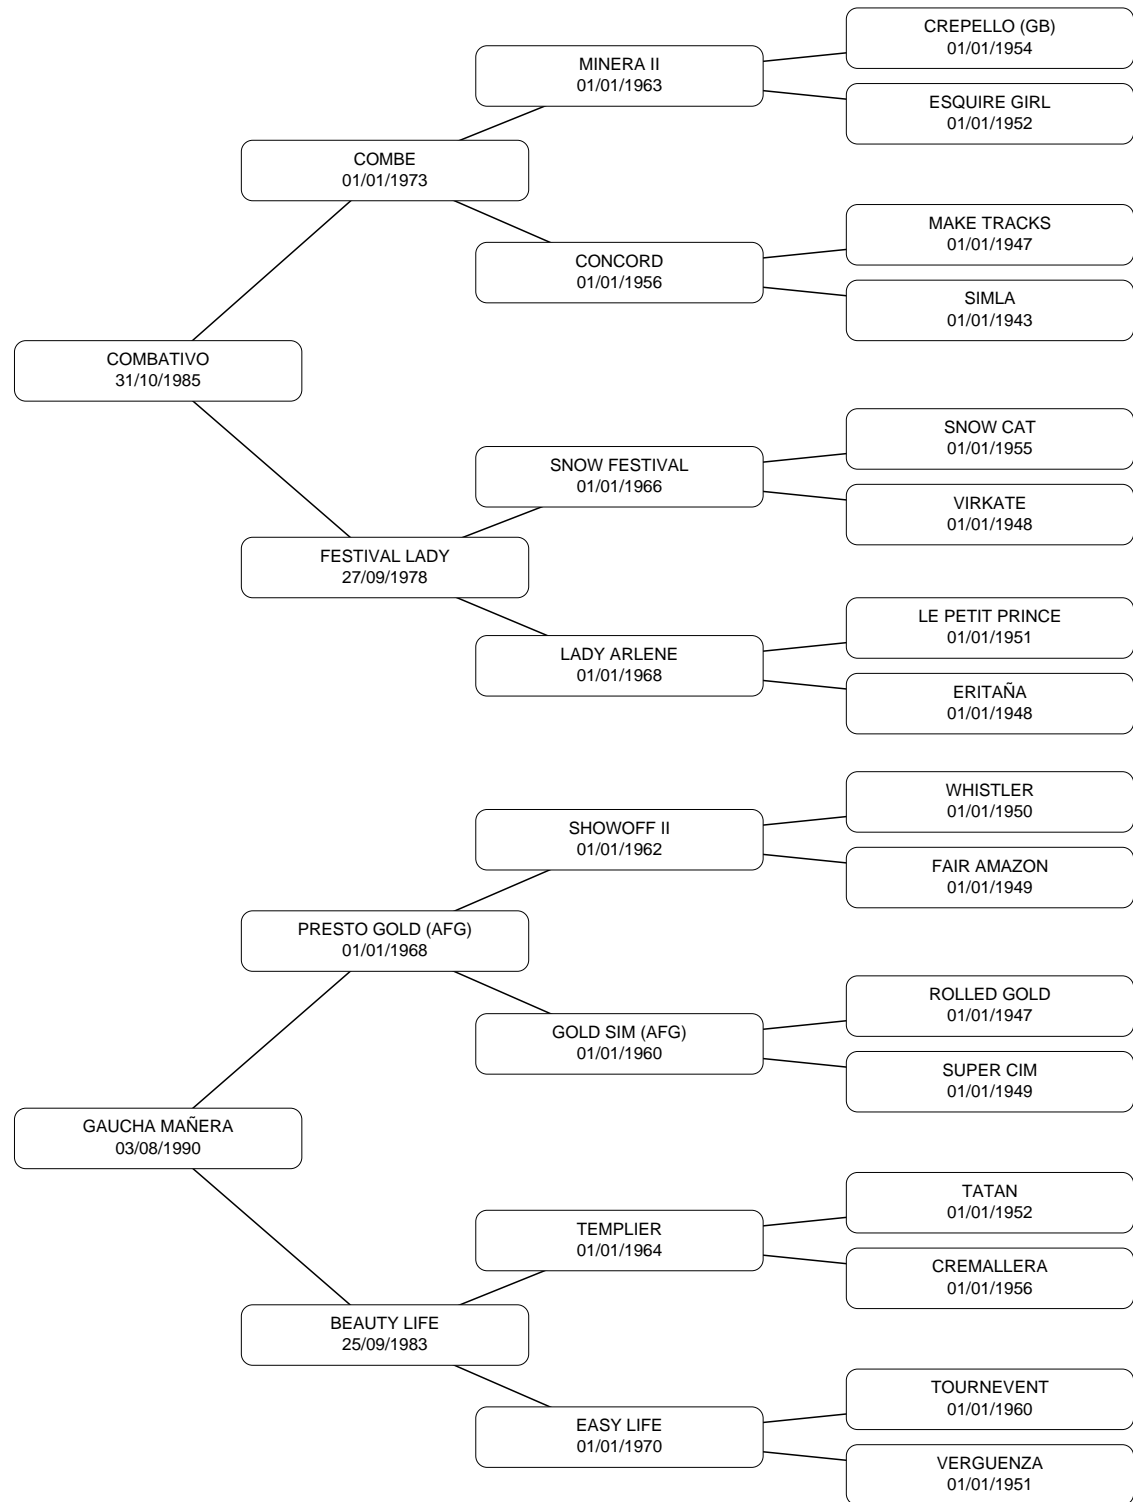 CREPELLO (GB)
01/01/1954
MINERA II
01/01/1963
ESQUIRE GIRL
01/01/1952
COMBE
01/01/1973
MAKE TRACKS
01/01/1947
CONCORD
01/01/1956
SIMLA
01/01/1943
COMBATIVO
31/10/1985
SNOW CAT
01/01/1955
SNOW FESTIVAL
01/01/1966
VIRKATE
01/01/1948
FESTIVAL LADY
27/09/1978
LE PETIT PRINCE
01/01/1951
LADY ARLENE
01/01/1968
ERITAÑA
01/01/1948
WHISTLER
01/01/1950
SHOWOFF II
01/01/1962
FAIR AMAZON
01/01/1949
PRESTO GOLD (AFG)
01/01/1968
ROLLED GOLD
01/01/1947
GOLD SIM (AFG)
01/01/1960
SUPER CIM
01/01/1949
GAUCHA MAÑERA
03/08/1990
TATAN
01/01/1952
TEMPLIER
01/01/1964
CREMALLERA
01/01/1956
BEAUTY LIFE
25/09/1983
TOURNEVENT
01/01/1960
EASY LIFE
01/01/1970
VERGUENZA
01/01/1951